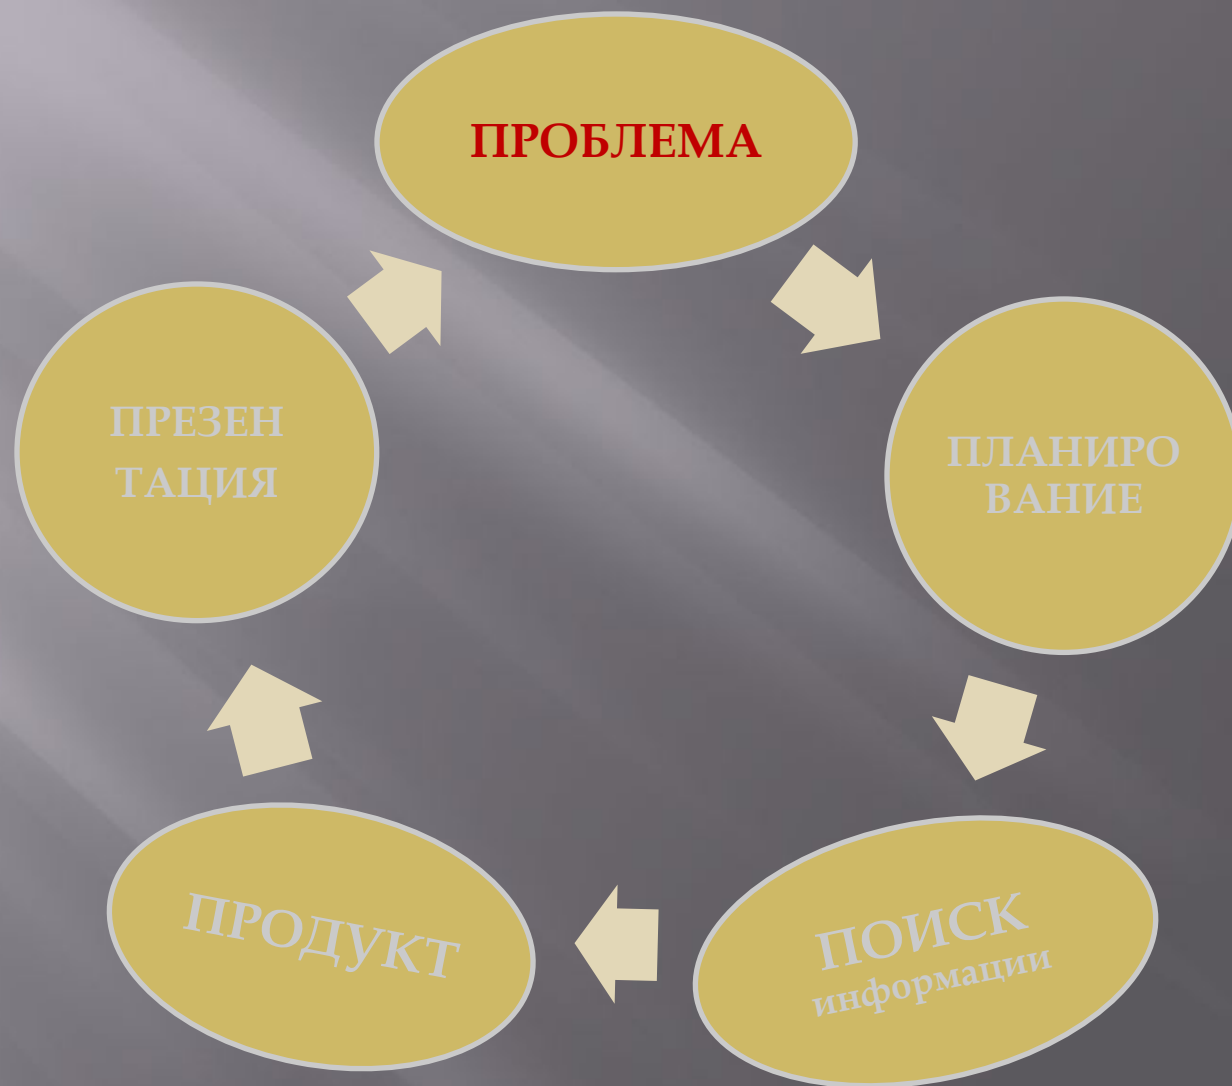 ПРОБЛЕМА
ПЛАНИРО
ВАНИЕ
ПОИСК
информации
ПРОДУКТ
ПРЕЗЕН
ТАЦИЯ